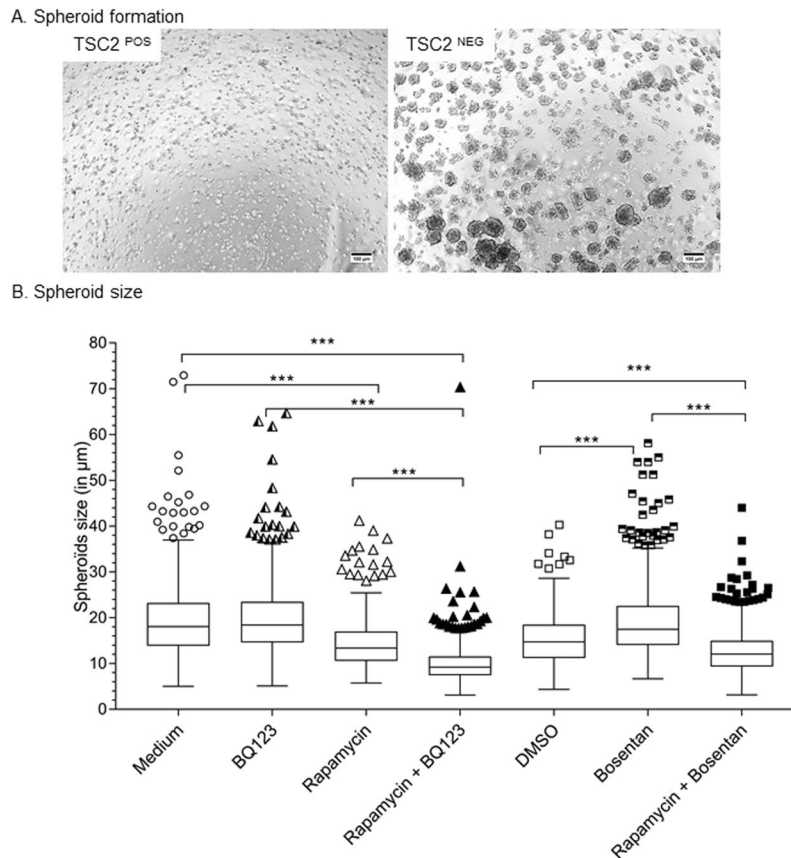 A. Spheroid formation
TSC2 POS
TSC2 NEG
100 µm
100 µm
B. Spheroid size
Spheroïds size (in µm)
80
70
60
50
40
30
20
10
0
***
***
***
***
***
***
***
Medium
BQ123
Rapamycin
Rapamycin + BQ123
DMSO
Bosentan
Rapamycin + Bosentan